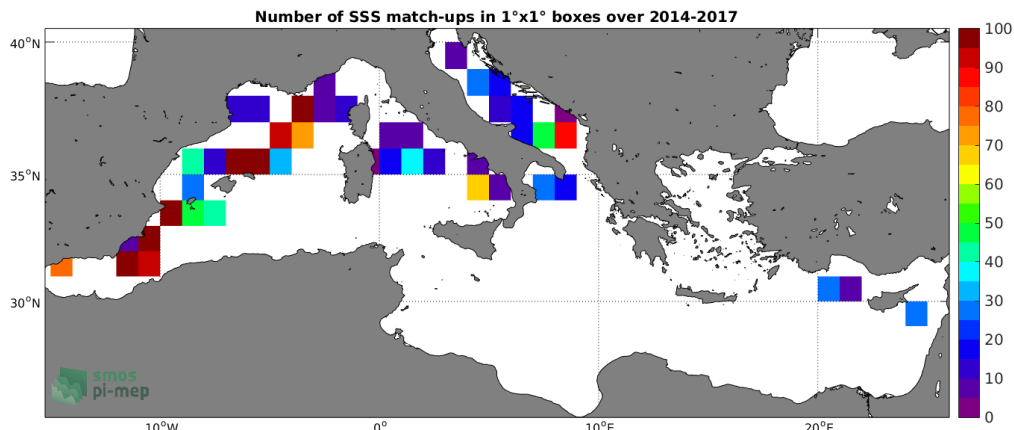 Number of SSS match-ups in 1°x1° boxes over 2014-2017
40°N
35°N
30°N
10°W
0°
10°E
20°E
100
90
80
70
60
50
40
30
20
10
0
smos
pi-mep